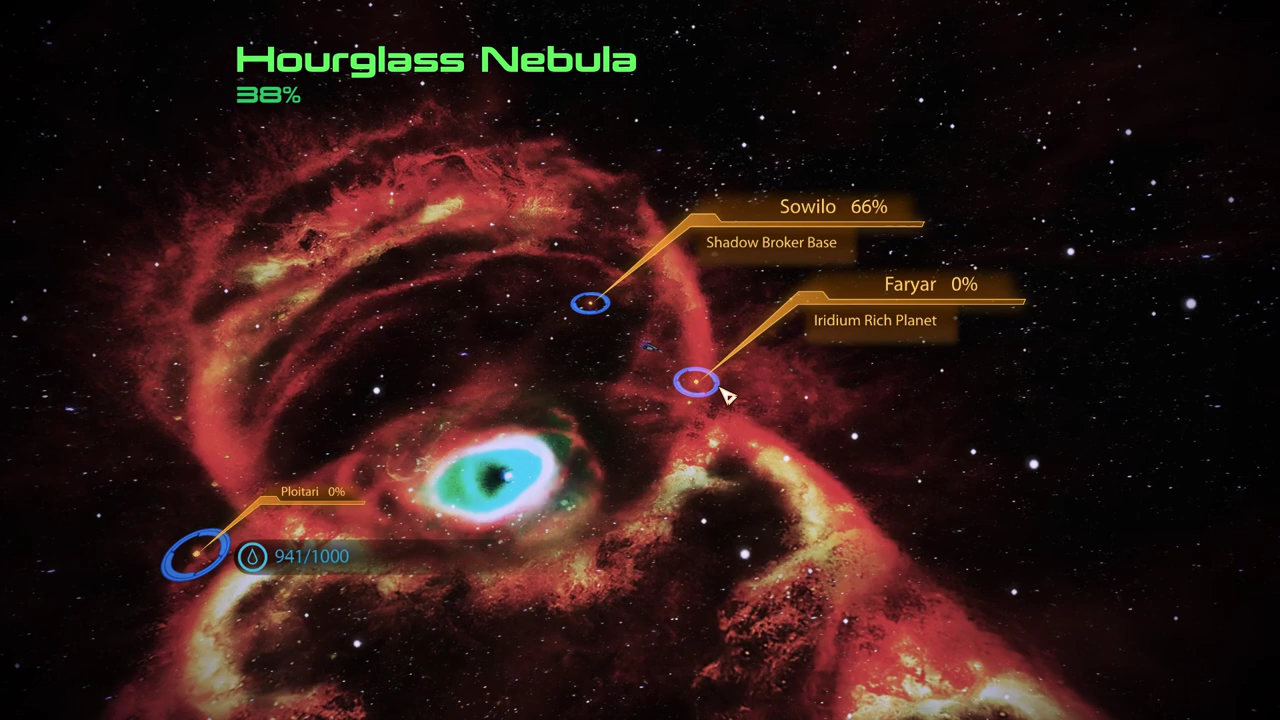 Hourglass Nebula
38%
Sowilo 66%
Shadow Broker Base
Faryar 0%
Iridium Rich Planet
Ploitari 0%
941/1000